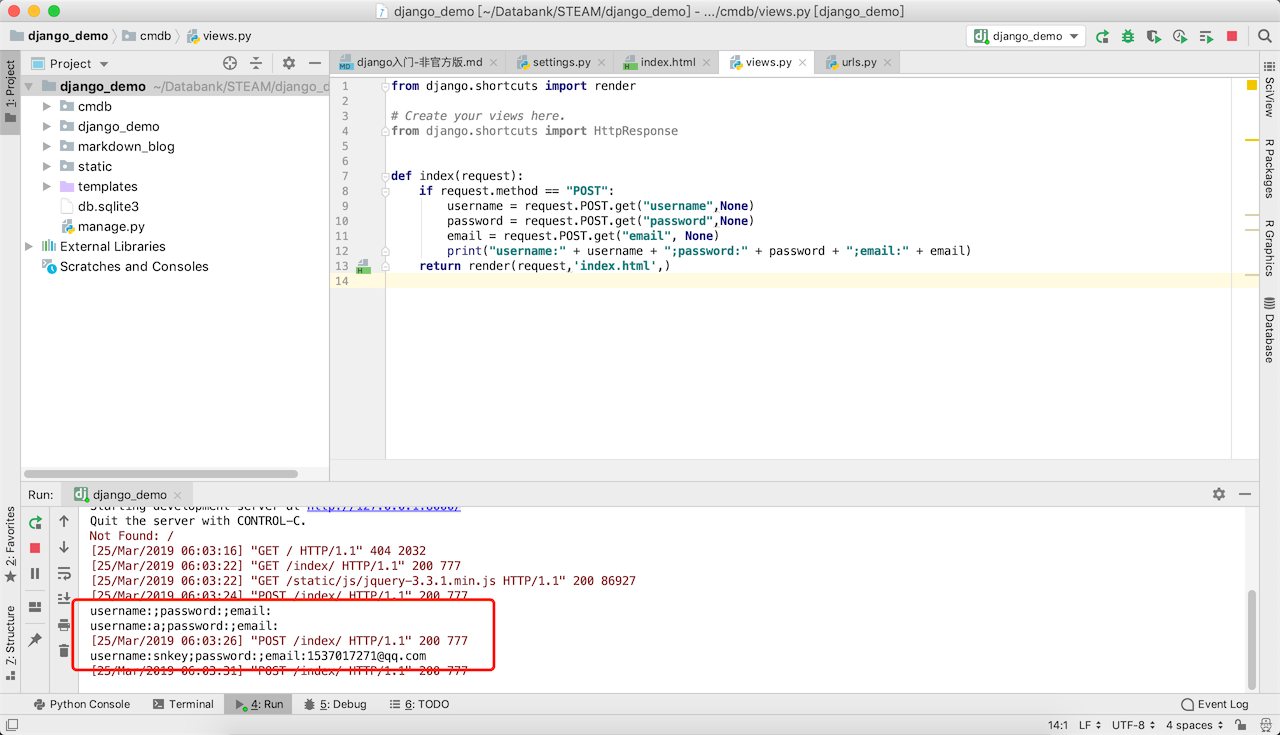 django_demo [~/Databank/STEAM/django_demo] - .../cmdb/views.py [django_demo]
django_demo cmdb views.py django_demo
1: Project
Project
django入门-非官方版.md settings.py index.html views.py urls.py
django_demo ~/Databank/STEAM/django_d
cmdb
django_demo
markdown_blog
static
templates
db.sqlite3
manage.py
External Libraries
Scratches and Consoles
1 from django.shortcuts import render
2
3 # Create your views here.
4 from django.shortcuts import HttpResponse
5
6
7 def index(request):
8 if request.method == "POST":
9 username = request.POST.get("username",None)
10 password = request.POST.get("password",None)
11 email = request.POST.get("email", None)
12 print("username:" + username + ";password:" + password + ";email:" + email)
13 return render(request,'index.html',)
14
SciView
R Packages
R Graphics
Database
Run: django_demo
2: Favorites
7: Structure
Starting development server at http://127.0.0.1:8000/
Quit the server with CONTROL-C.
Not Found: /
[25/Mar/2019 06:03:16] "GET / HTTP/1.1" 404 2032
[25/Mar/2019 06:03:22] "GET /index/ HTTP/1.1" 200 777
[25/Mar/2019 06:03:22] "GET /static/js/jquery-3.3.1.min.js HTTP/1.1" 200 86927
[25/Mar/2019 06:03:24] "POST /index/ HTTP/1.1" 200 777
username:;password:;email:
username:a;password:;email:
[25/Mar/2019 06:03:26] "POST /index/ HTTP/1.1" 200 777
username:snkey;password:;email:1537017271@qq.com
[25/Mar/2019 06:03:31] "POST /index/ HTTP/1.1" 200 777
Python Console Terminal 4: Run 5: Debug 6: TODO Event Log
14:1 LF UTF-8 4 spaces